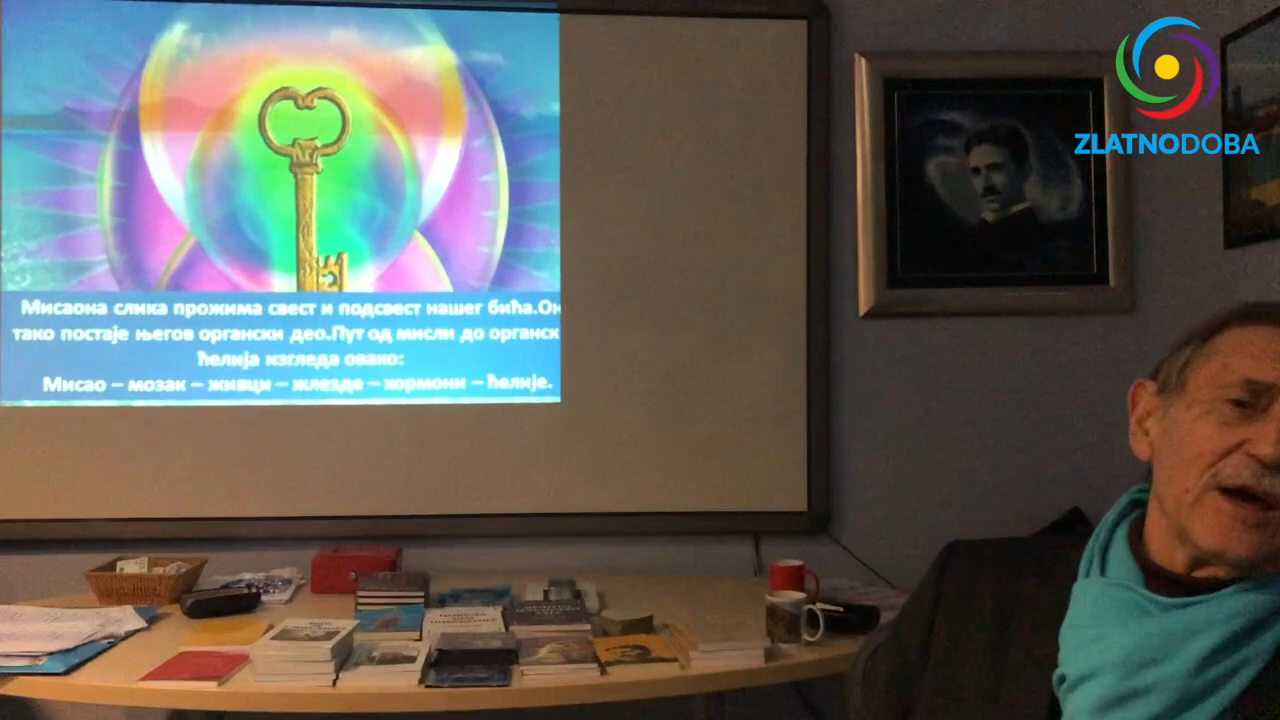 ZLATNODOBA
Мисаона слика прожима свест и подсвест нашег бића.Он
тако постаје његов органски део.Пут од мисли до органск
ћелија изгледа овако:
Мисао – мозак – живци – жлезде – хормони – ћелије.